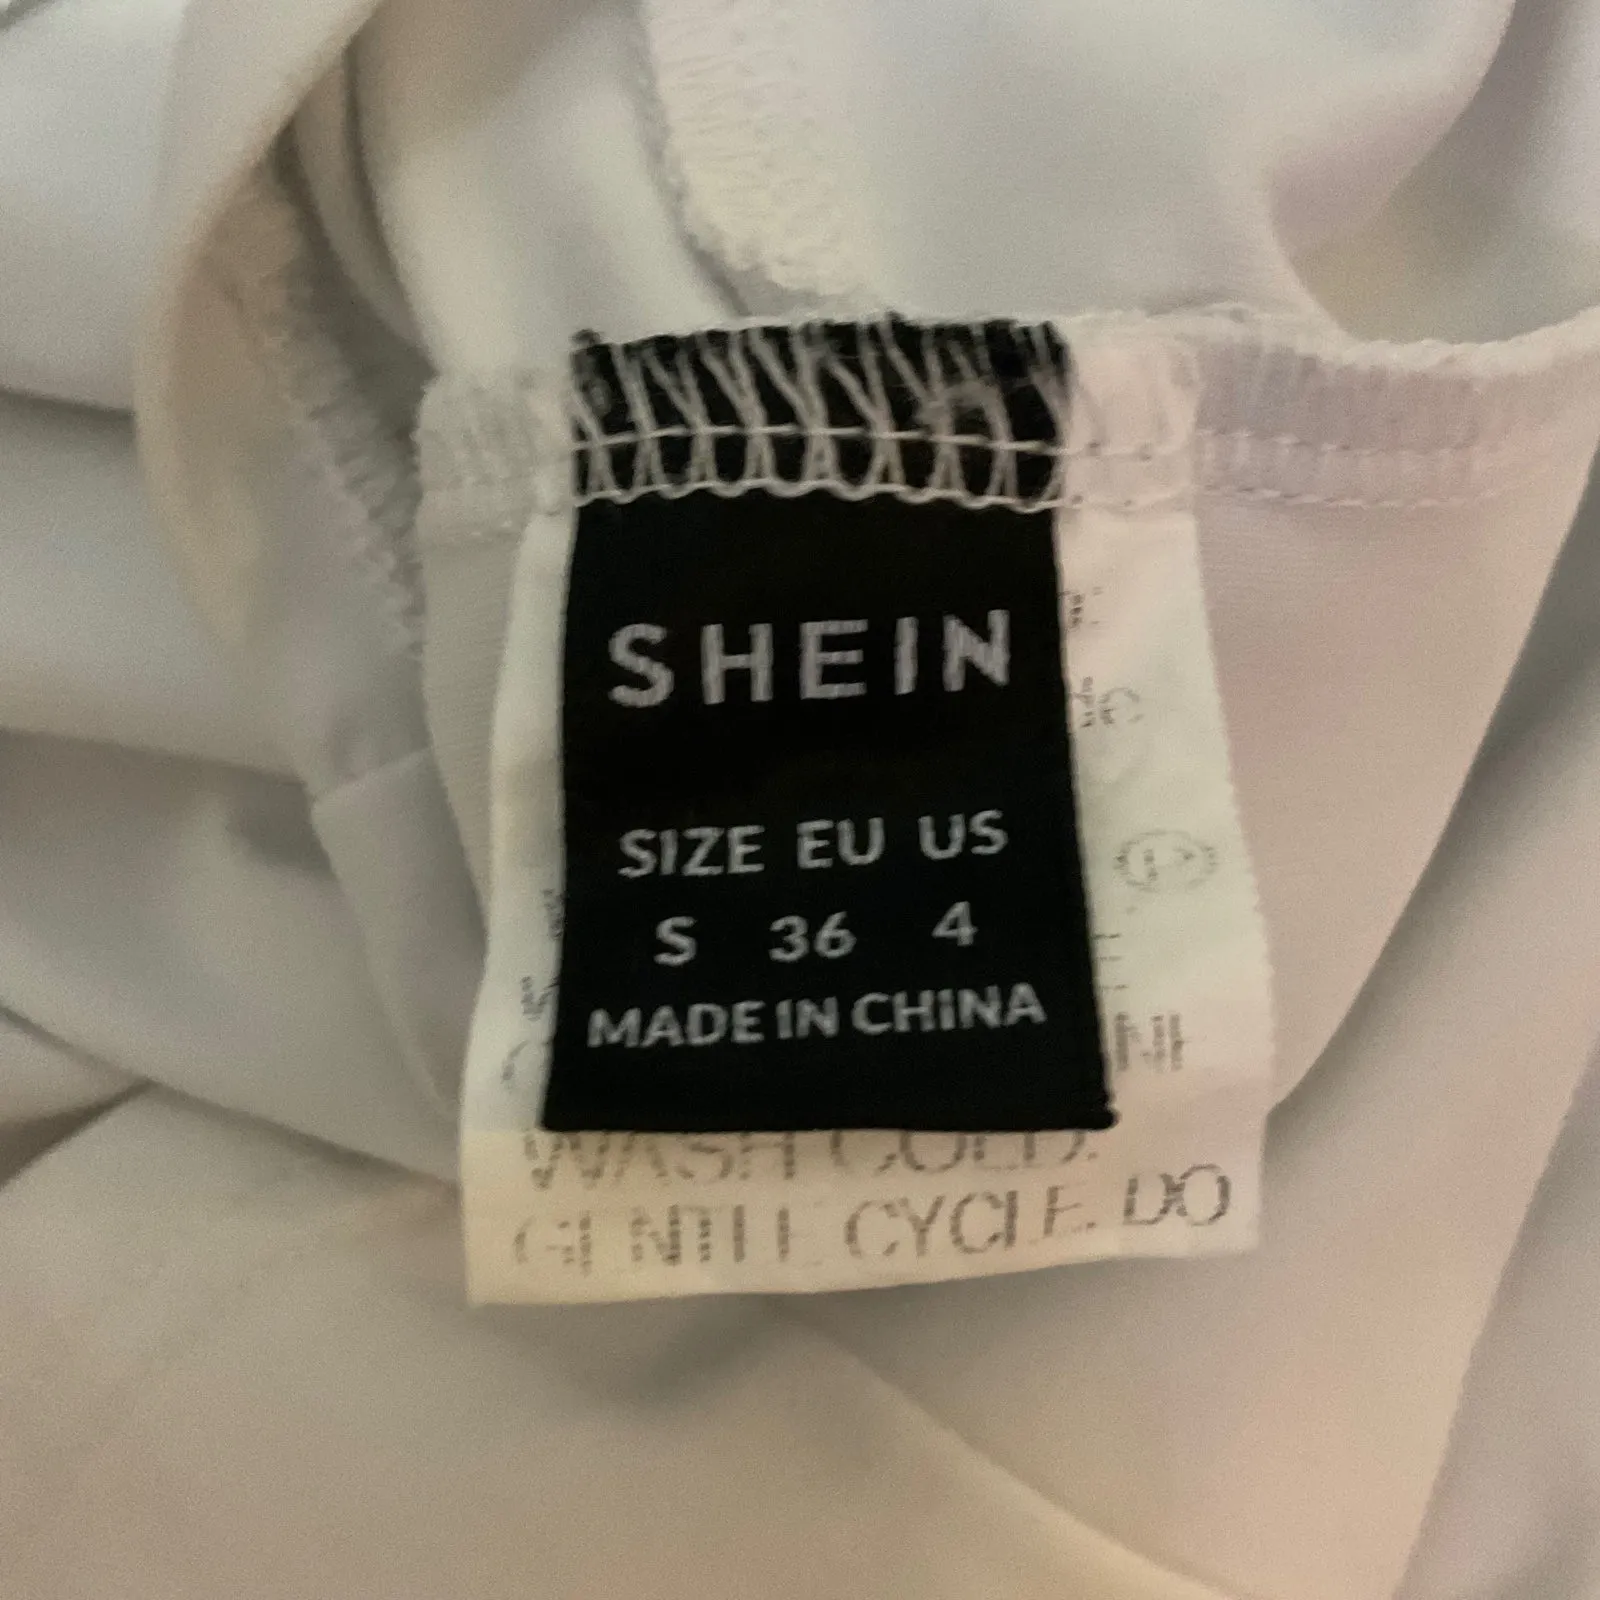 SHEIN
SIZE EU US
S 36 4
MADE IN CHINA
WASH COLD.
GENTLE CYCLE. DO